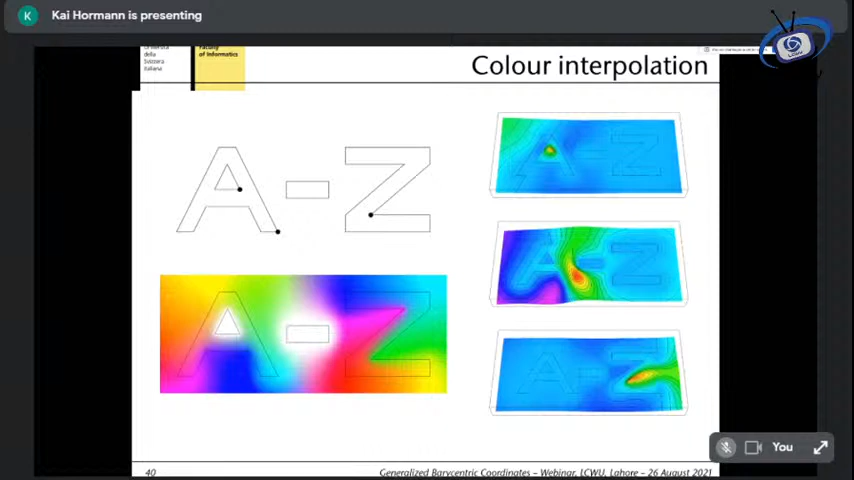 K
Kai Hormann is presenting
Università
della
Svizzera
italiana
Faculty
of Informatics
Colour interpolation
A-Z
40
Generalized Barycentric Coordinates – Webinar, LCWU, Lahore – 26 August 2021
You